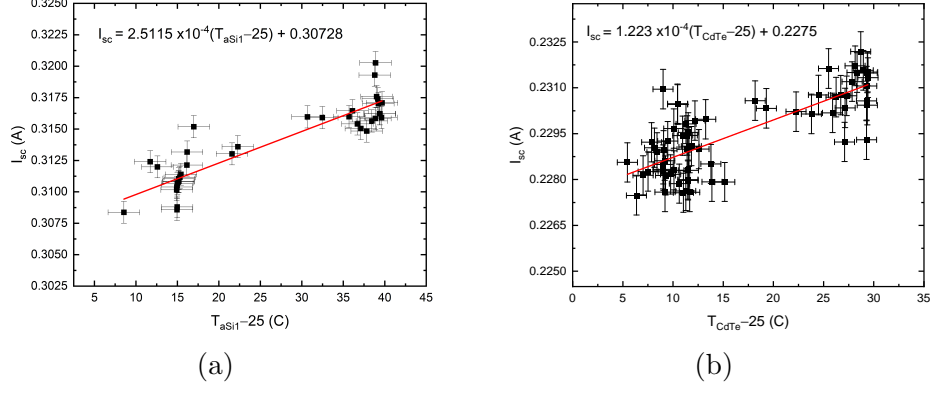 0.3250
0.3225
0.3200
0.3175
0.3150
0.3125
0.3100
0.3075
0.3050
0.3025
I_sc (A)
I_sc = 2.5115 x10^-4(T_aSi1−25) + 0.30728
5 10 15 20 25 30 35 40 45
T_aSi1−25 (C)
(a)
0.2325
0.2310
0.2295
0.2280
0.2265
0.2250
I_sc (A)
I_sc = 1.223 x10^-4(T_CdTe−25) + 0.2275
0 5 10 15 20 25 30 35
T_CdTe−25 (C)
(b)